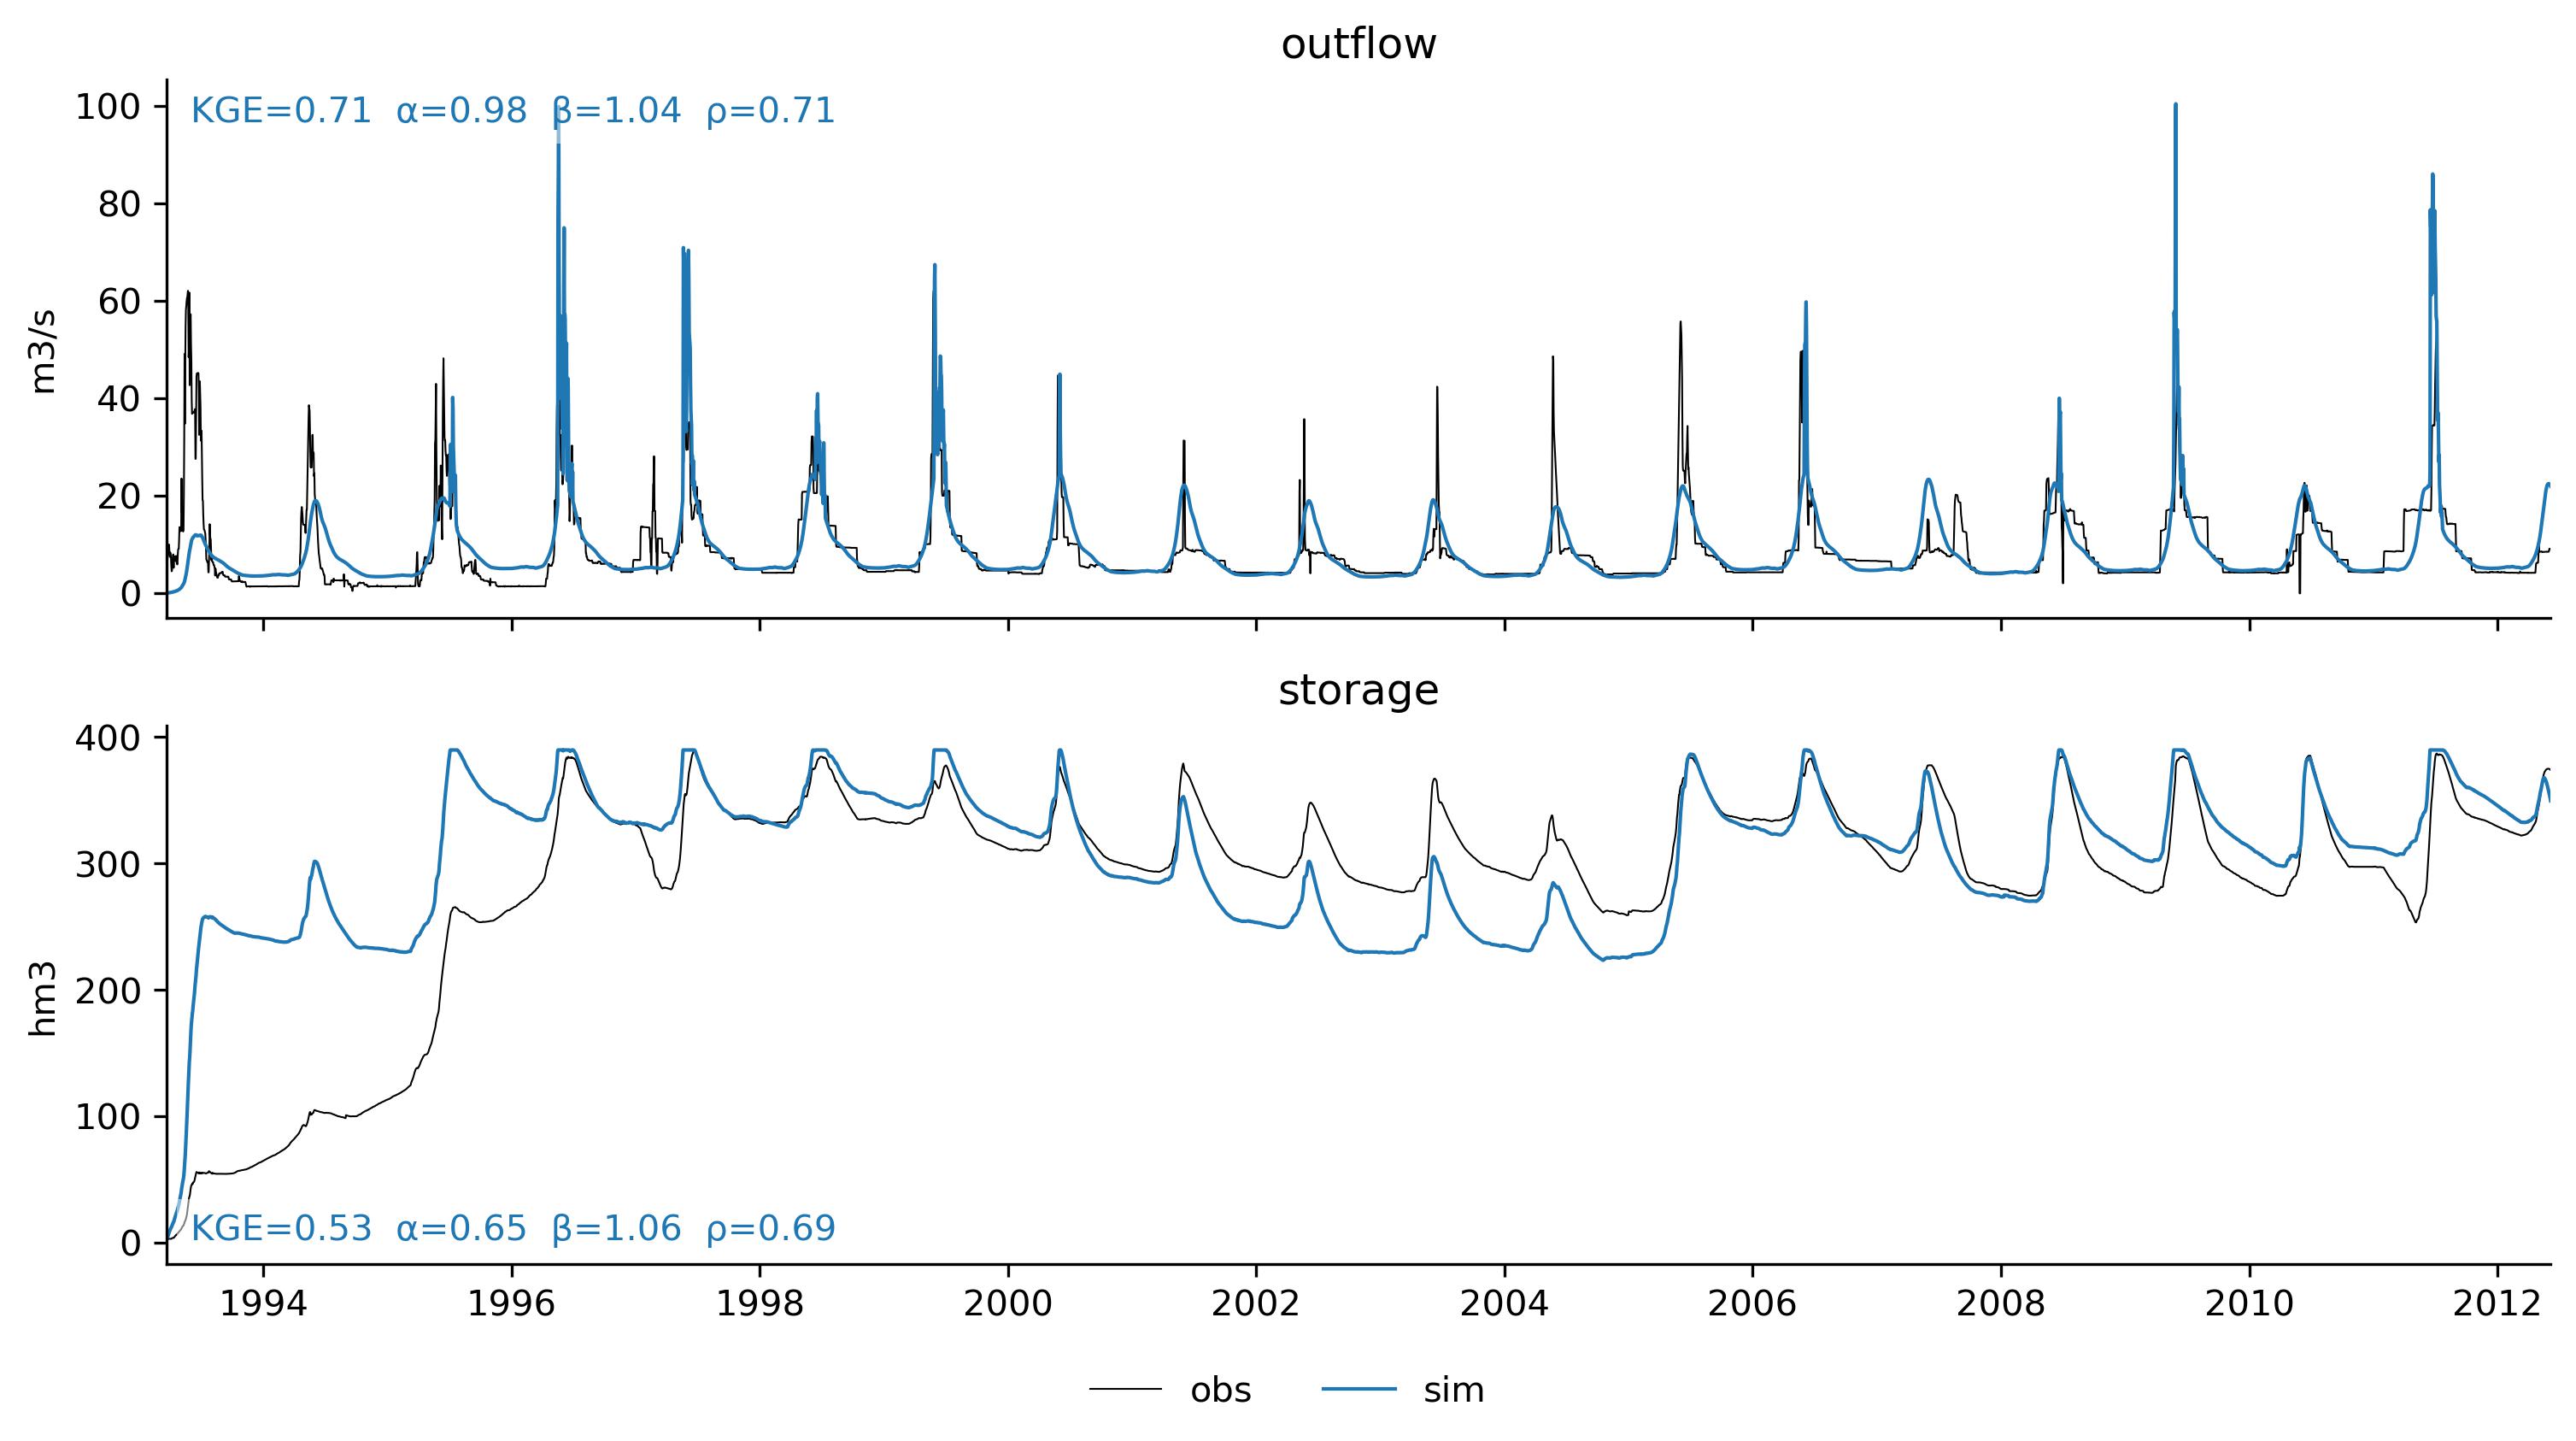 outflow
KGE=0.71 α=0.98 β=1.04 ρ=0.71
100
80
60
40
20
0
m3/s
storage
400
300
200
100
0
hm3
KGE=0.53 α=0.65 β=1.06 ρ=0.69
1994 1996 1998 2000 2002 2004 2006 2008 2010 2012
obs sim